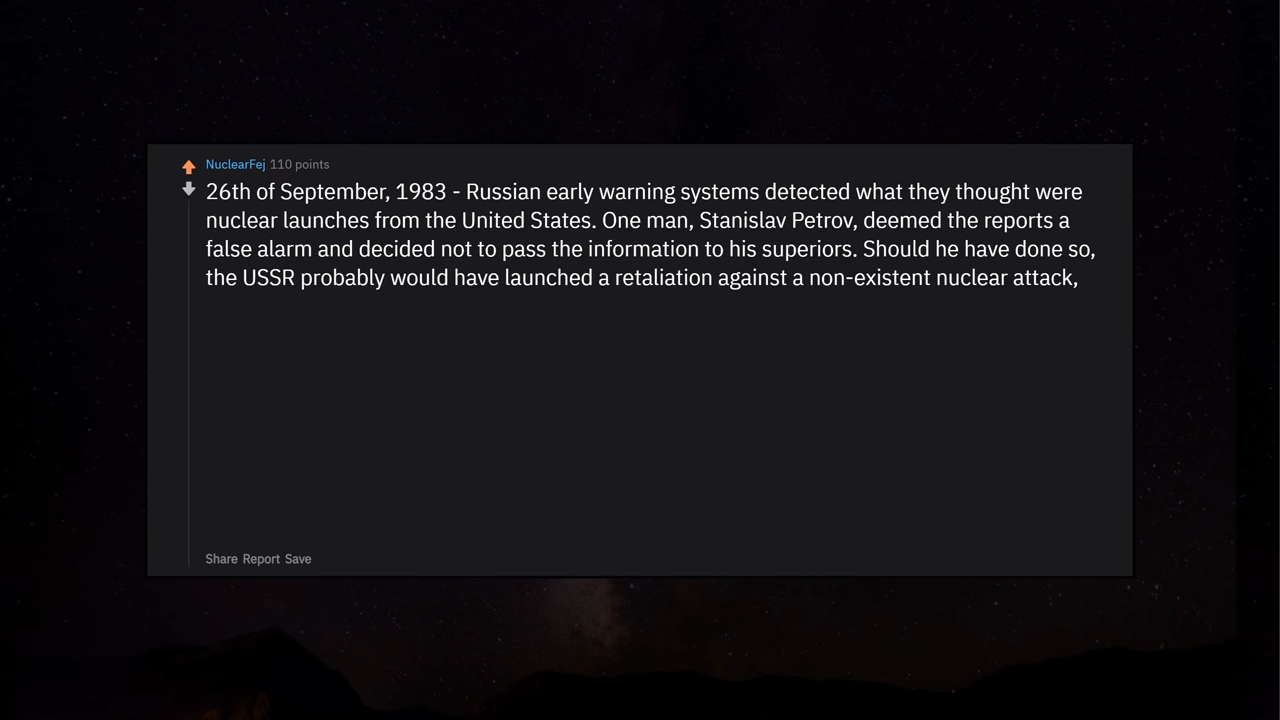 NuclearFej 110 points
26th of September, 1983 - Russian early warning systems detected what they thought were
nuclear launches from the United States. One man, Stanislav Petrov, deemed the reports a
false alarm and decided not to pass the information to his superiors. Should he have done so,
the USSR probably would have launched a retaliation against a non-existent nuclear attack,
Share Report Save